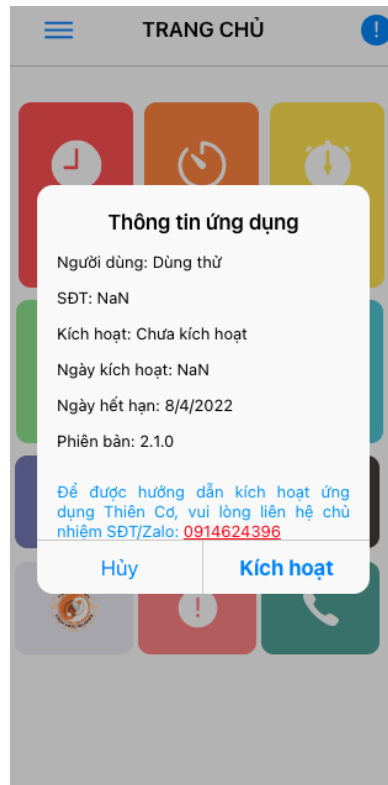 TRANG CHỦ
Thông tin ứng dụng
Người dùng: Dùng thử
SĐT: NaN
Kích hoạt: Chưa kích hoạt
Ngày kích hoạt: NaN
Ngày hết hạn: 8/4/2022
Phiên bản: 2.1.0
Để được hướng dẫn kích hoạt ứng
dụng Thiên Cơ, vui lòng liên hệ chủ
nhiệm SĐT/Zalo: 0914624396
Hủy
Kích hoạt